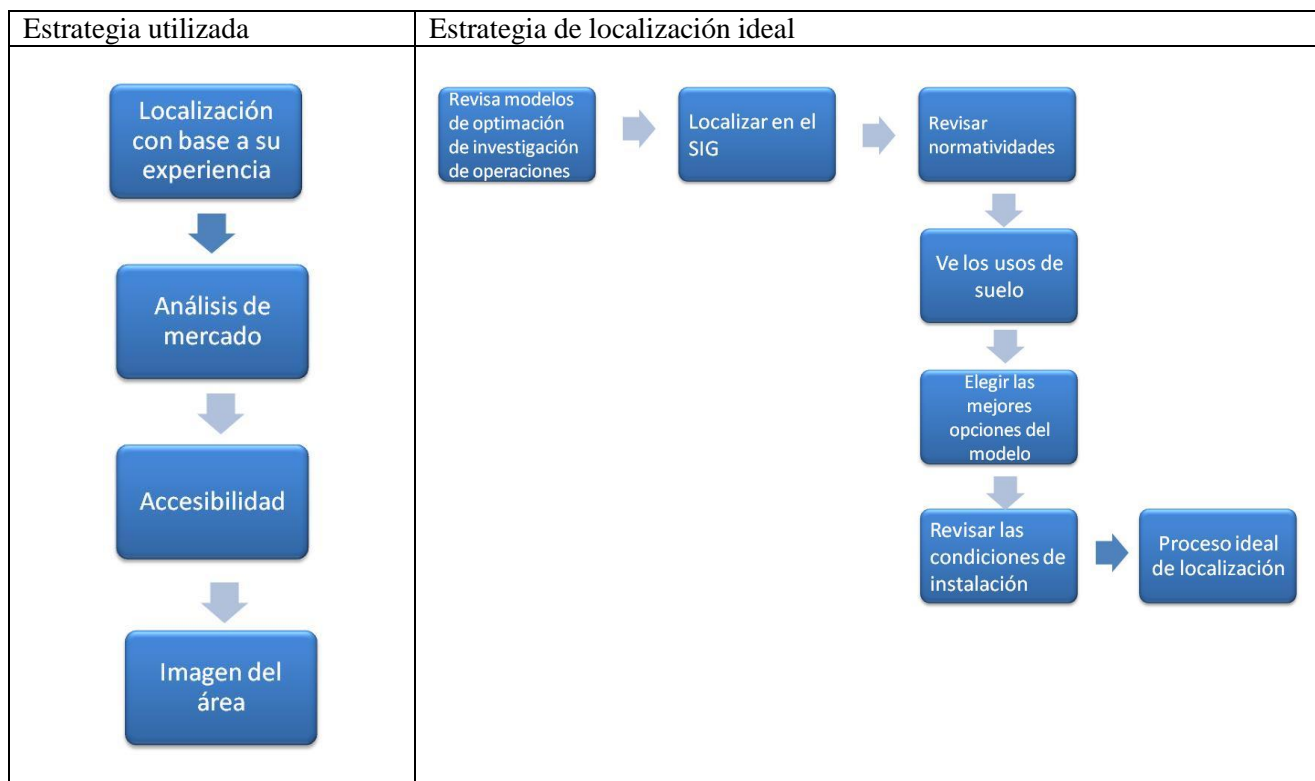 Estrategia utilizada
Estrategia de localización ideal
Localización
con base a su
experiencia
Análisis de
mercado
Accesibilidad
Imagen del
área
Revisa modelos
de optimación
de investigación
de operaciones
Localizar en el
SIG
Revisar
normatividades
Ve los usos de
suelo
Elegir las
mejores
opciones del
modelo
Revisar las
condiciones de
instalación
Proceso ideal
de localización